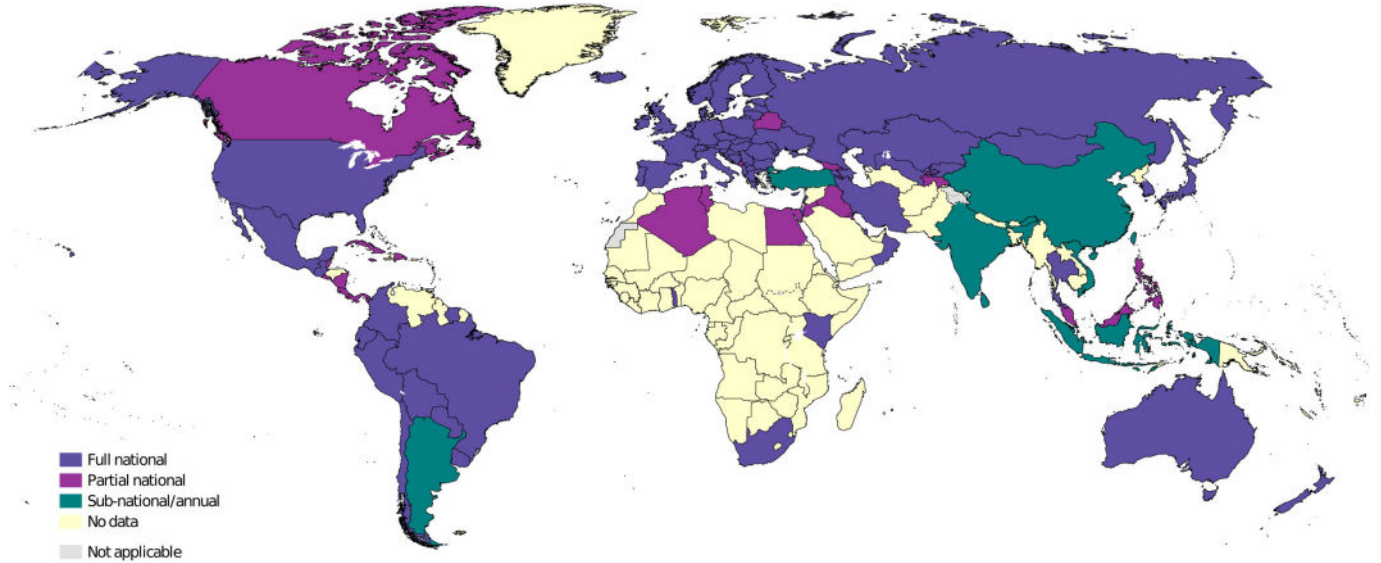 Full national
Partial national
Sub-national/annual
No data
Not applicable